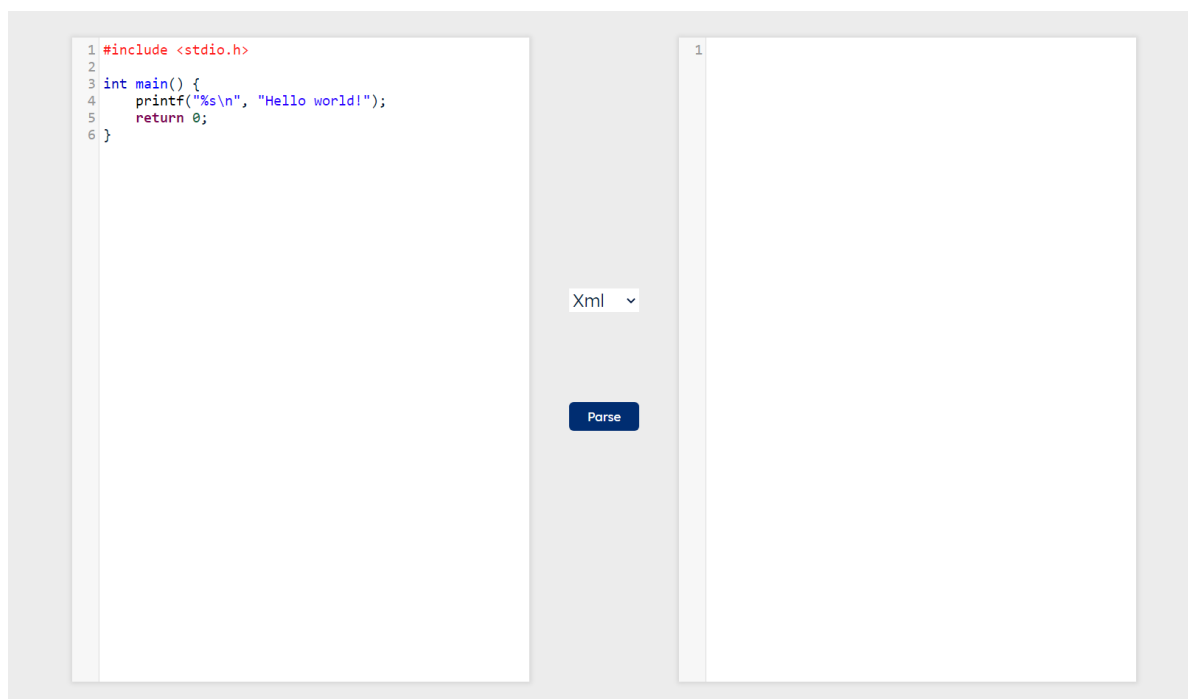 1 #include <stdio.h>
2
3 int main() {
4     printf("%s\n", "Hello world!");
5     return 0;
6 }
Xml
Parse
1